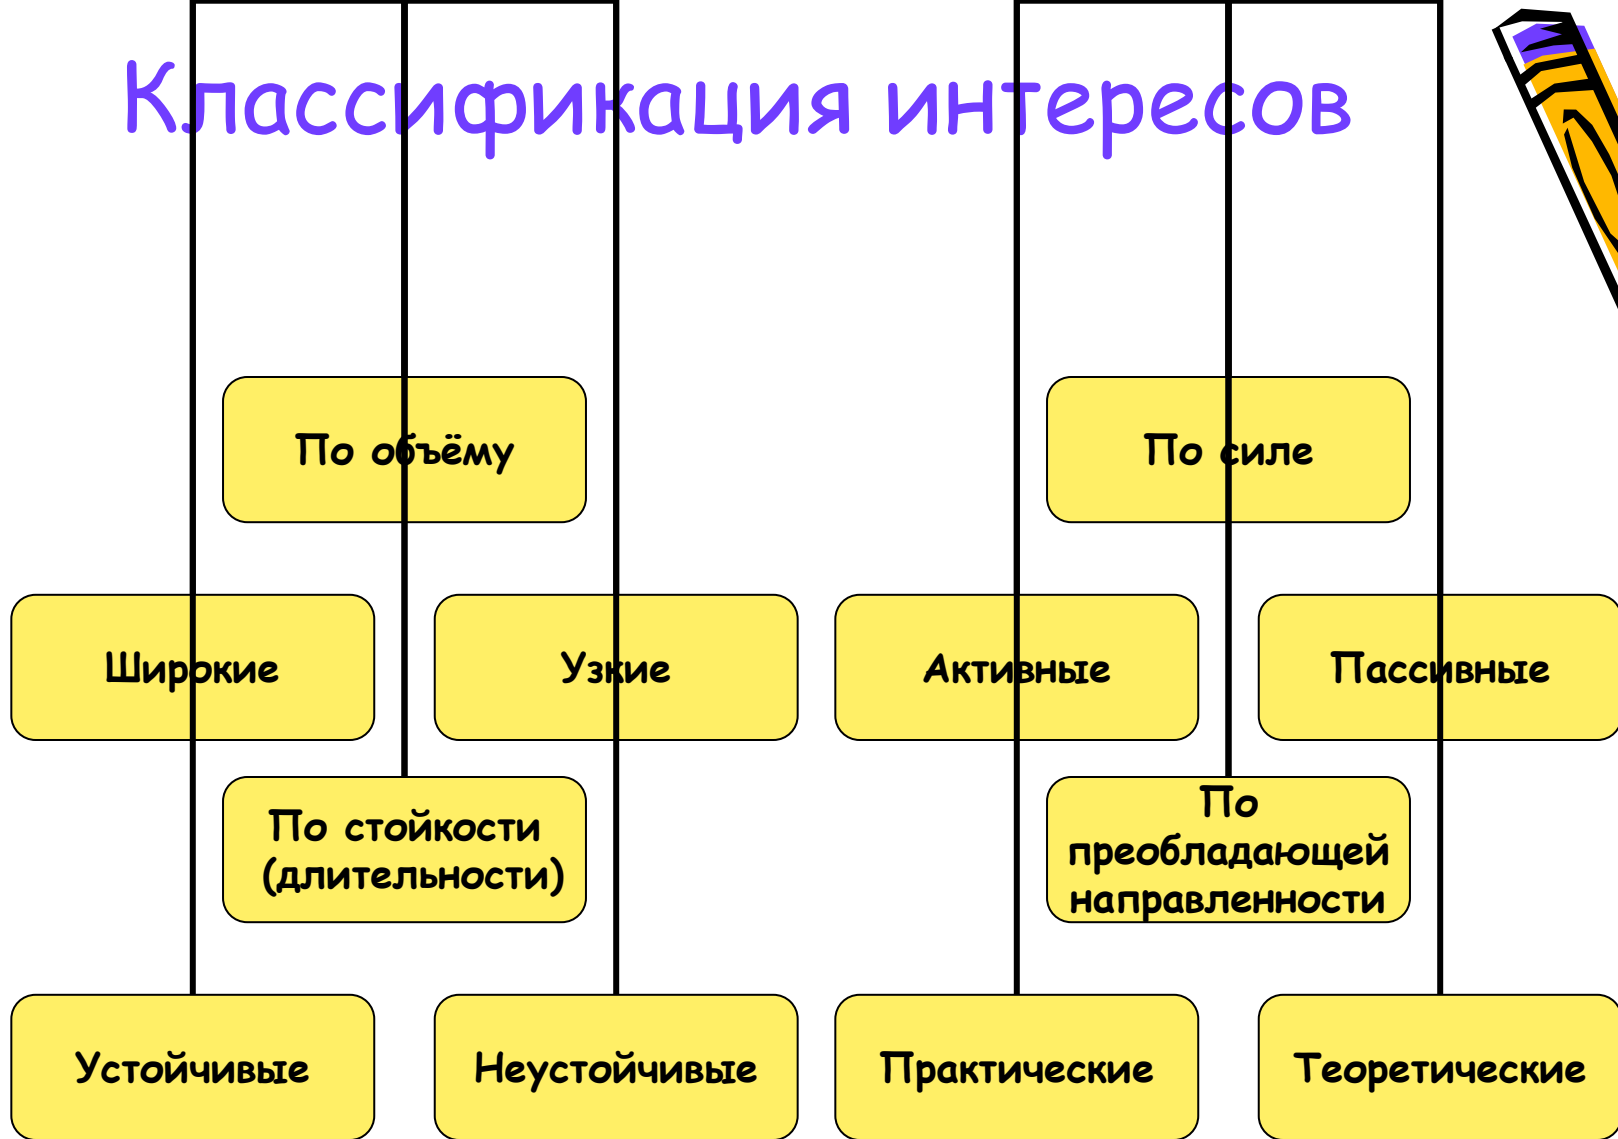 Классификация интересов
По объёму
По силе
Широкие
Узкие
Активные
Пассивные
По стойкости
(длительности)
По
преобладающей
направленности
Устойчивые
Неустойчивые
Практические
Теоретические